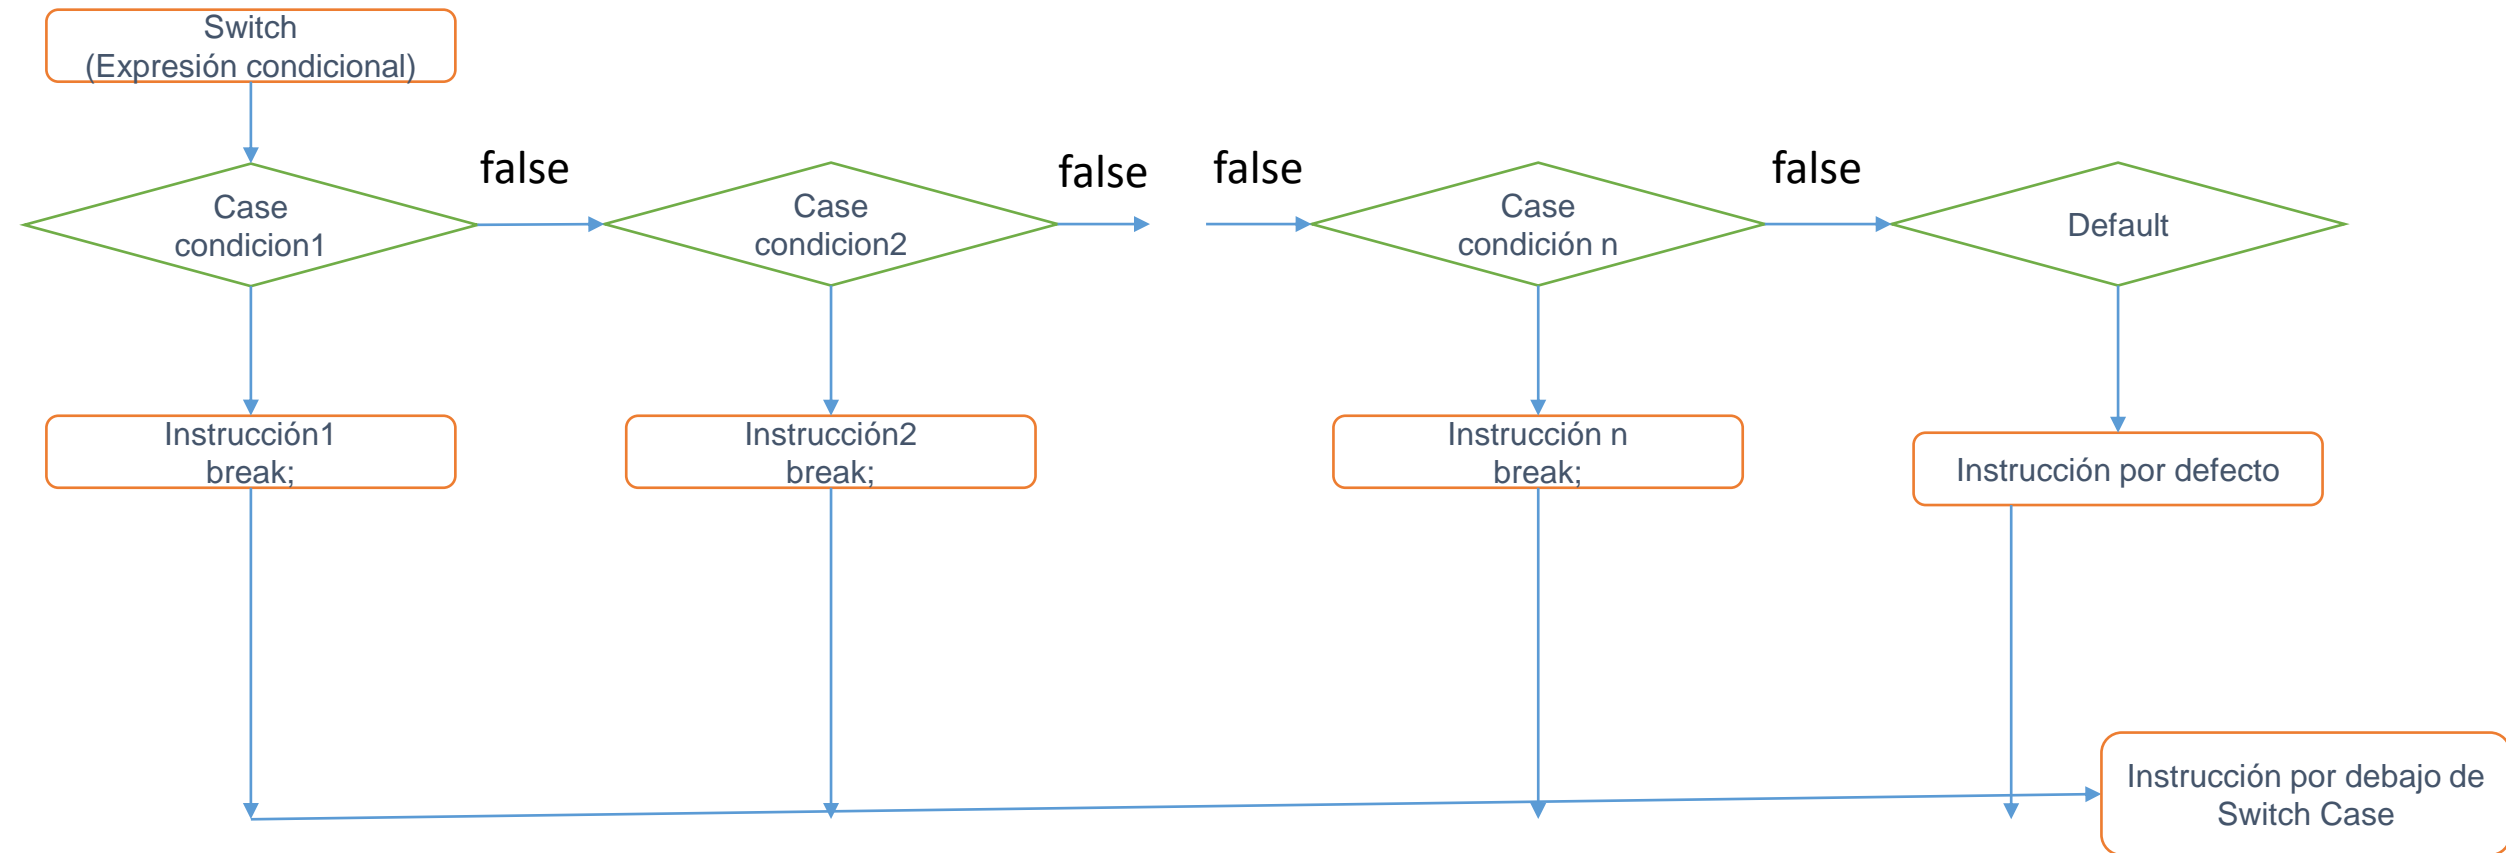 Switch
(Expresión condicional)
false
false
false
false
Case
condicion1
Case
condicion2
Case
condición n
Default
Instrucción1
break;
Instrucción2
break;
Instrucción n
break;
Instrucción por defecto
Instrucción por debajo de
Switch Case